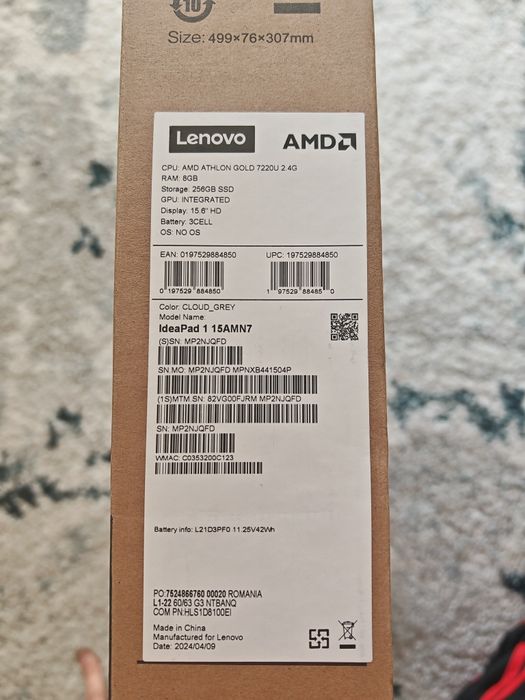 10
Size: 499×76×307mm
Lenovo AMD
CPU: AMD ATHLON GOLD 7220U 2.4G
RAM: 8GB
Storage: 256GB SSD
GPU: INTEGRATED
Display: 15.6" HD
Battery: 3CELL
OS: NO OS
EAN: 0197529884850 UPC: 197529884850
0 197529 884850 1 97529 88485 0
Color: CLOUD_GREY
Model Name:
IdeaPad 1 15AMN7
(S)SN: MP2NJQFD
SN.MO: MP2NJQFD MPNXB441504P
(1S)MTM.SN: 82VG00FJRM MP2NJQFD
SN: MP2NJQFD
WMAC: C0353200C123
Battery info: L21D3PF0 11.25V42Wh
PO:7524866760 00020 ROMANIA
L1-22 60/63 G3 NTBANQ
COM PN:HLS1D8100EI
Made in China
Manufactured for Lenovo
Date: 2024/04/09